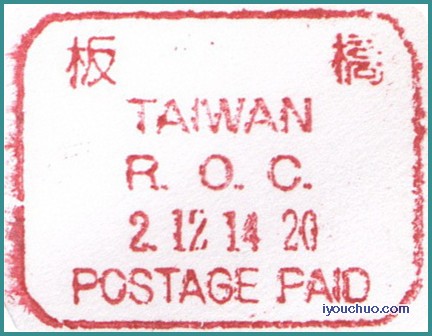 板 橋
TAIWAN
R. O. C.
2. 12 14 20
POSTAGE PAID
iyouchuo.com